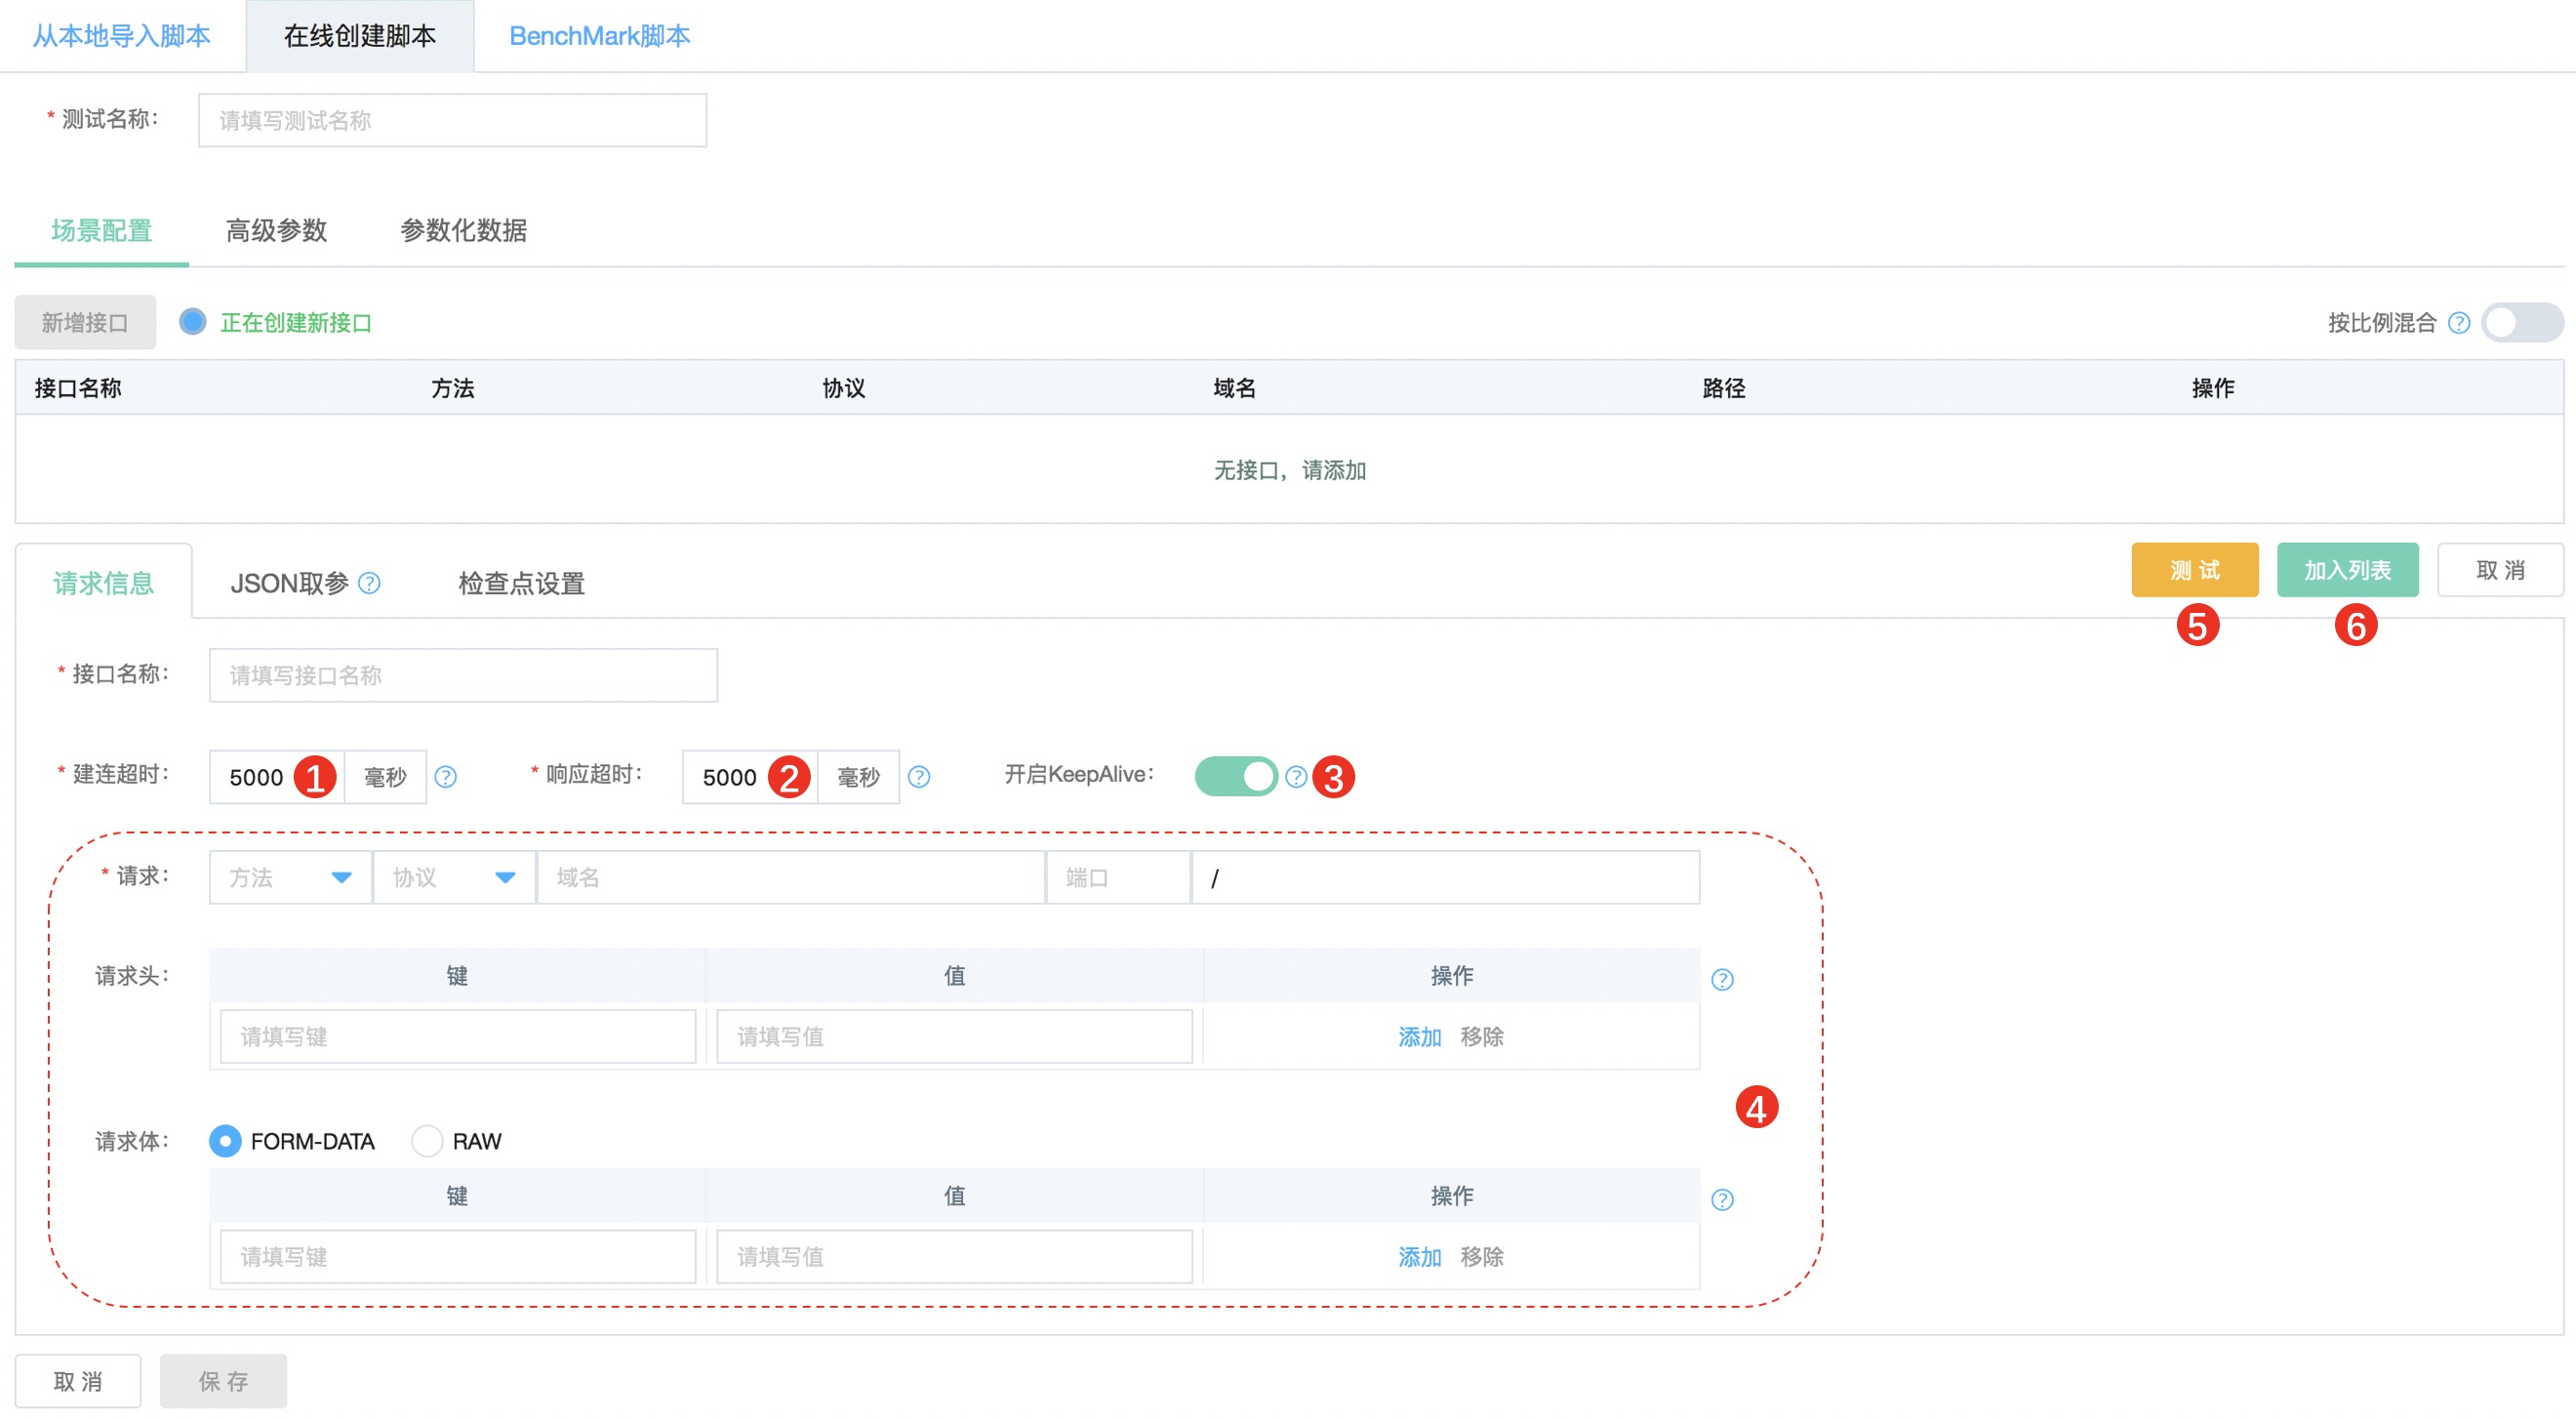 从本地导入脚本 在线创建脚本 BenchMark脚本
* 测试名称： 请填写测试名称
场景配置 高级参数 参数化数据
新增接口 正在创建新接口 按比例混合 ?
接口名称 方法 协议 域名 路径 操作
无接口，请添加
请求信息 JSON取参 ? 检查点设置 测 试 加入列表 取 消
5 6
* 接口名称： 请填写接口名称
* 建连超时： 5000 1 毫秒 ? * 响应超时： 5000 2 毫秒 ? 开启KeepAlive： ? 3
* 请求： 方法 协议 域名 端口 /
请求头： 键 值 操作 ?
请填写键 请填写值 添加 移除
4
请求体： FORM-DATA RAW
键 值 操作 ?
请填写键 请填写值 添加 移除
取 消 保 存